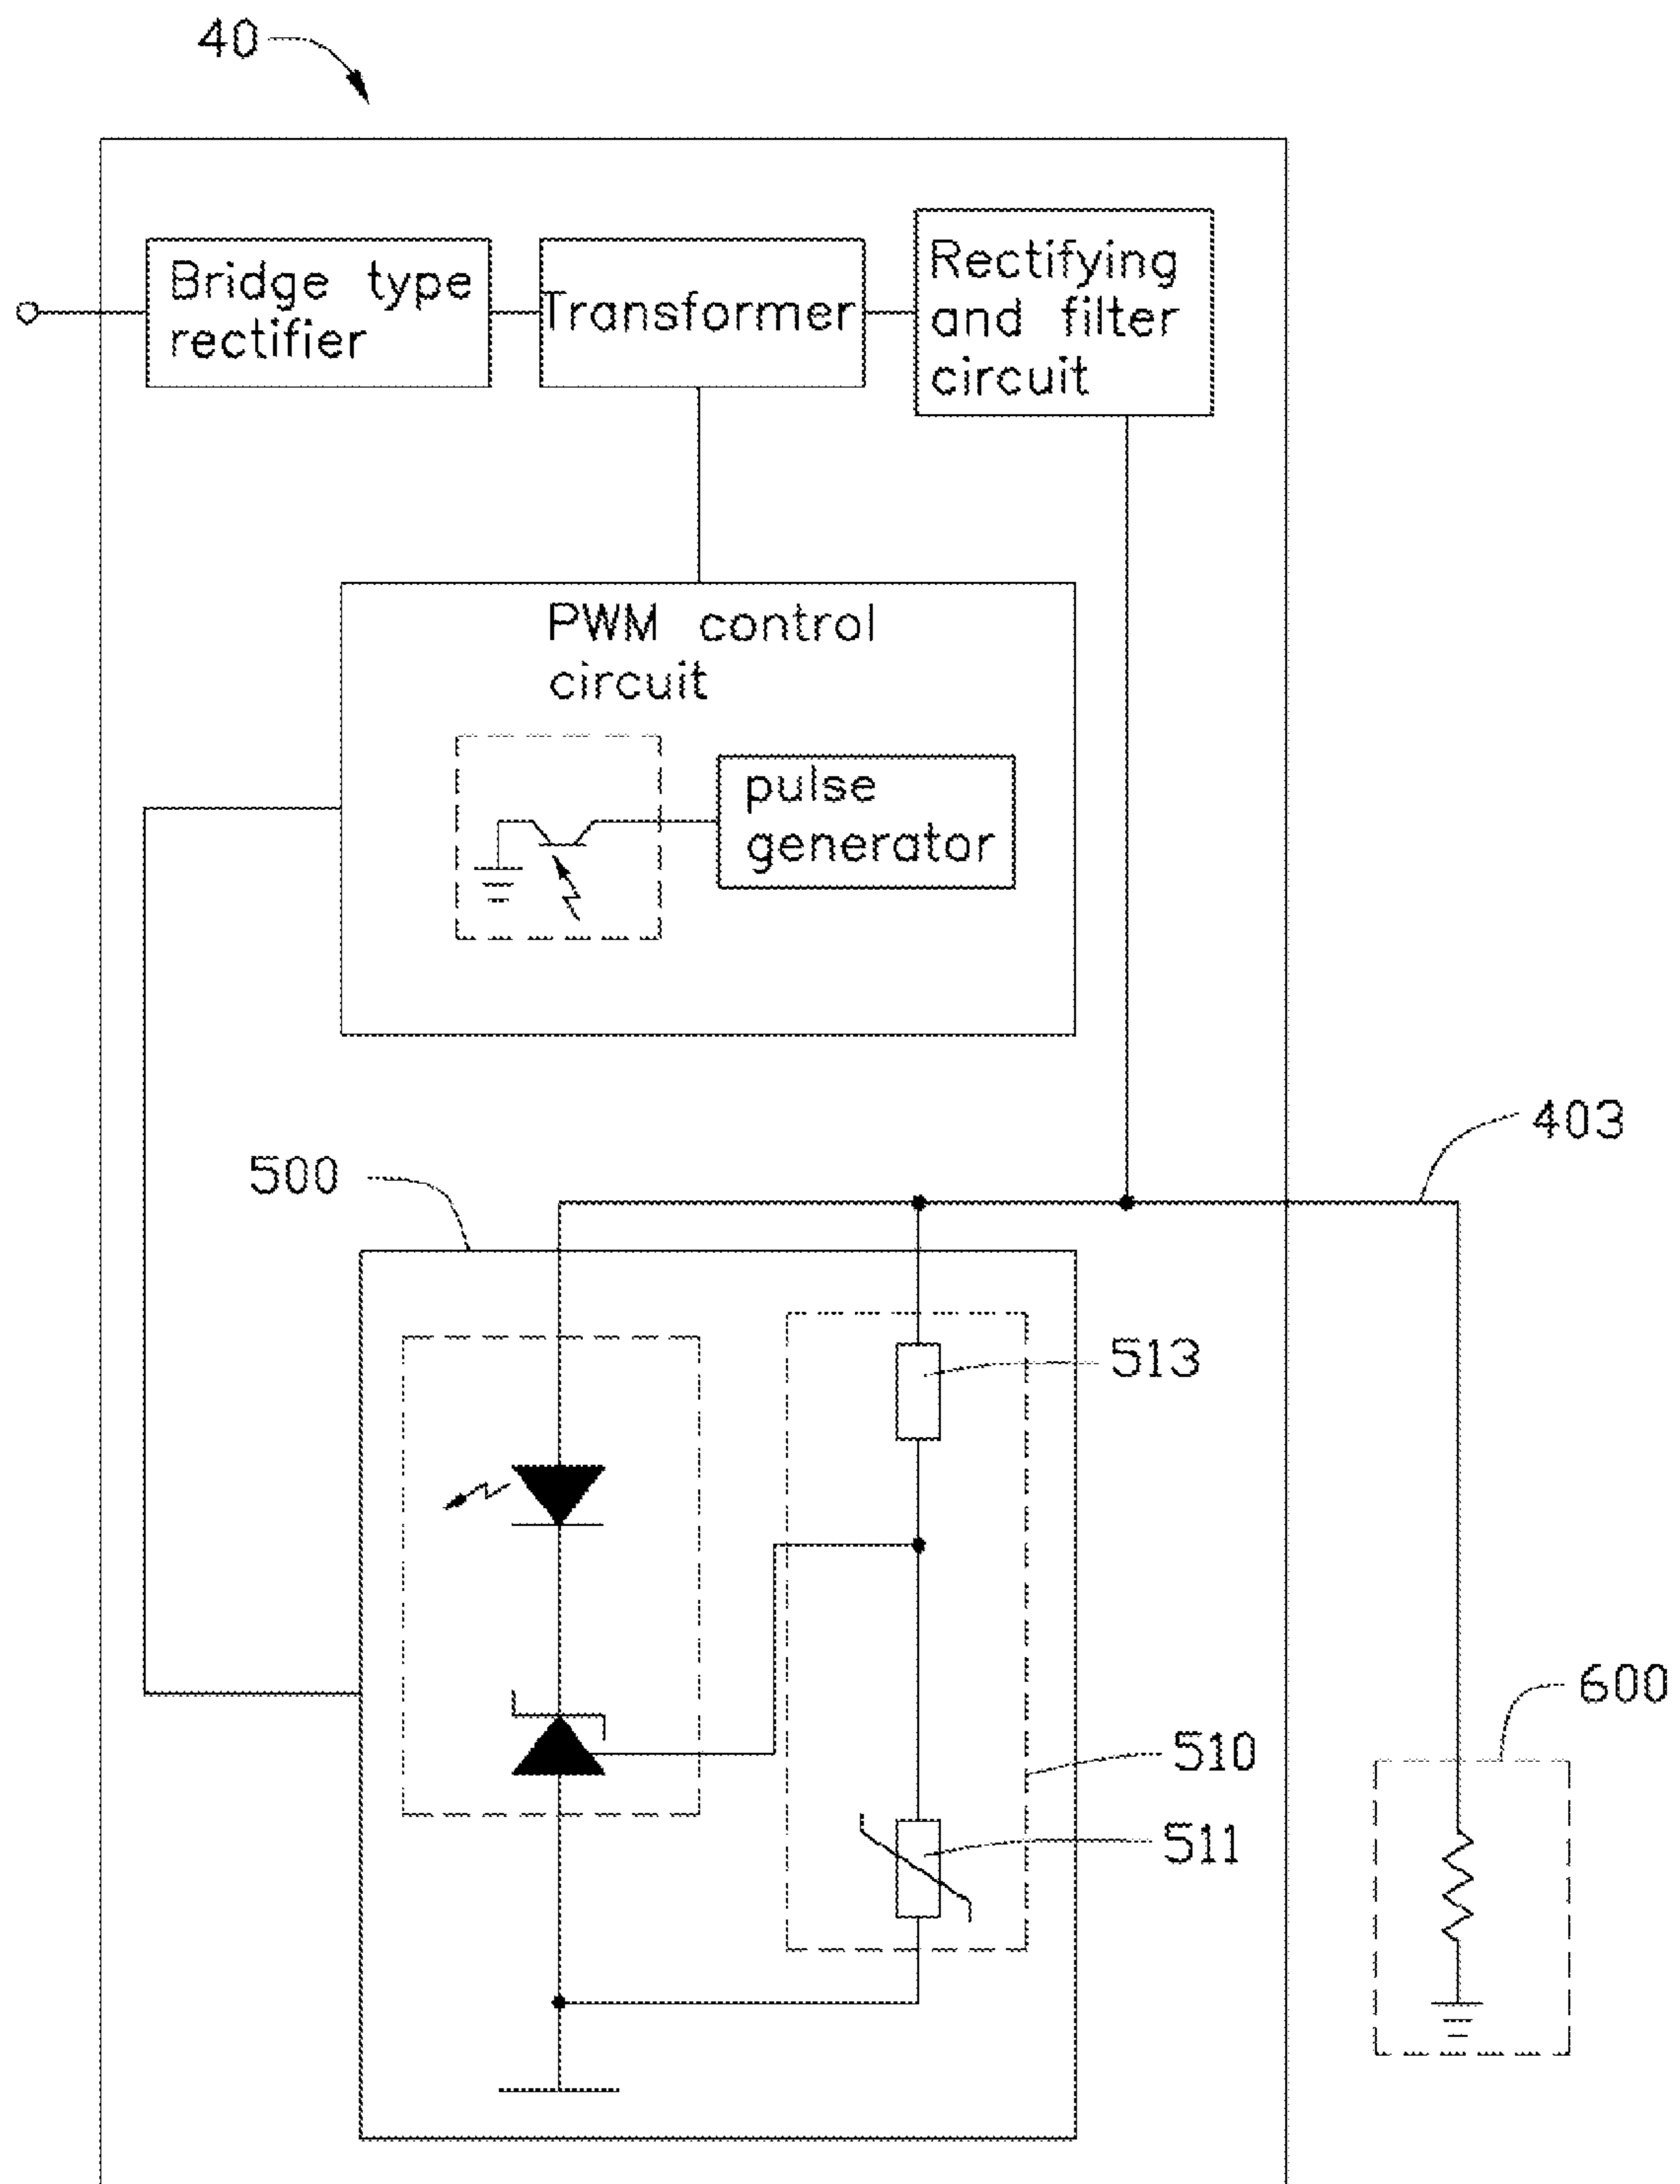 40
Bridge type
rectifier
Transformer
Rectifying
and filter
circuit
PWM control
circuit
pulse
generator
403
500
513
600
510
511